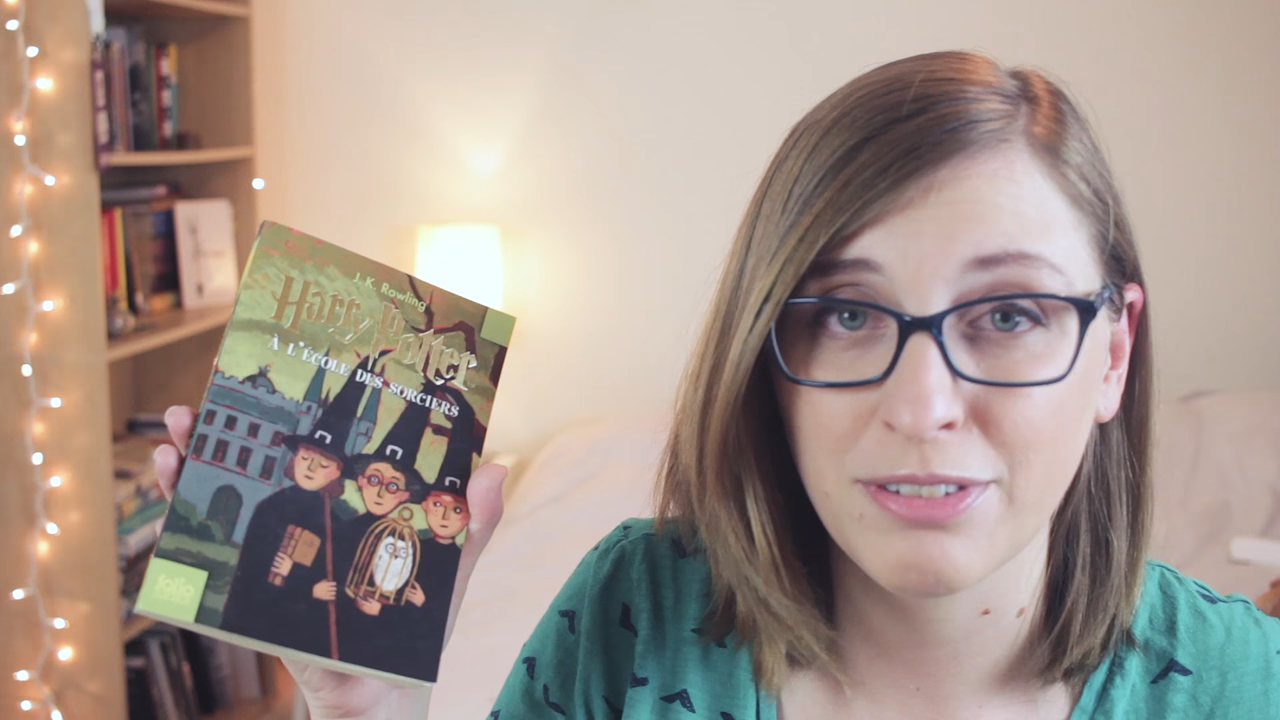 J. K. Rowling
Harry Potter
À L'ÉCOLE DES SORCIERS
folio